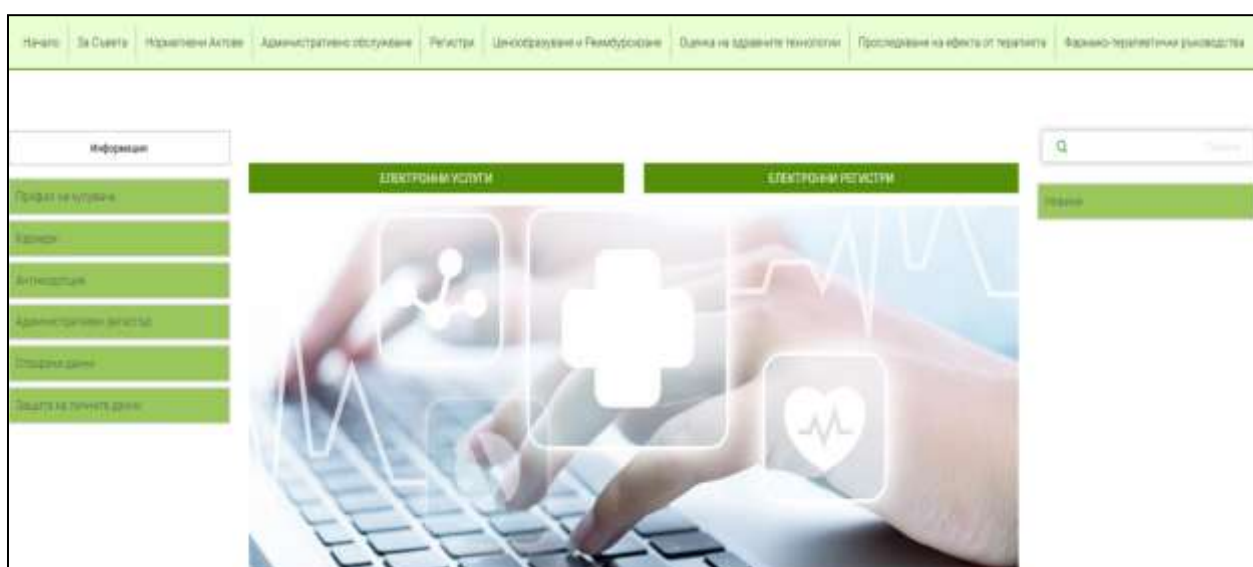 Начало За Съвета Нормативни Актове Административно обслужване Регистри Ценообразуване и Реимбурсиране Оценка на здравните технологии Проследяване на ефекта от терапията Фармако-терапевтични ръководства
Информация
ЕЛЕКТРОННИ УСЛУГИ ЕЛЕКТРОННИ РЕГИСТРИ
Профил на купувача
Новини
Кариери
Антикорупция
Административен регистър
Отворени данни
Защита на личните данни